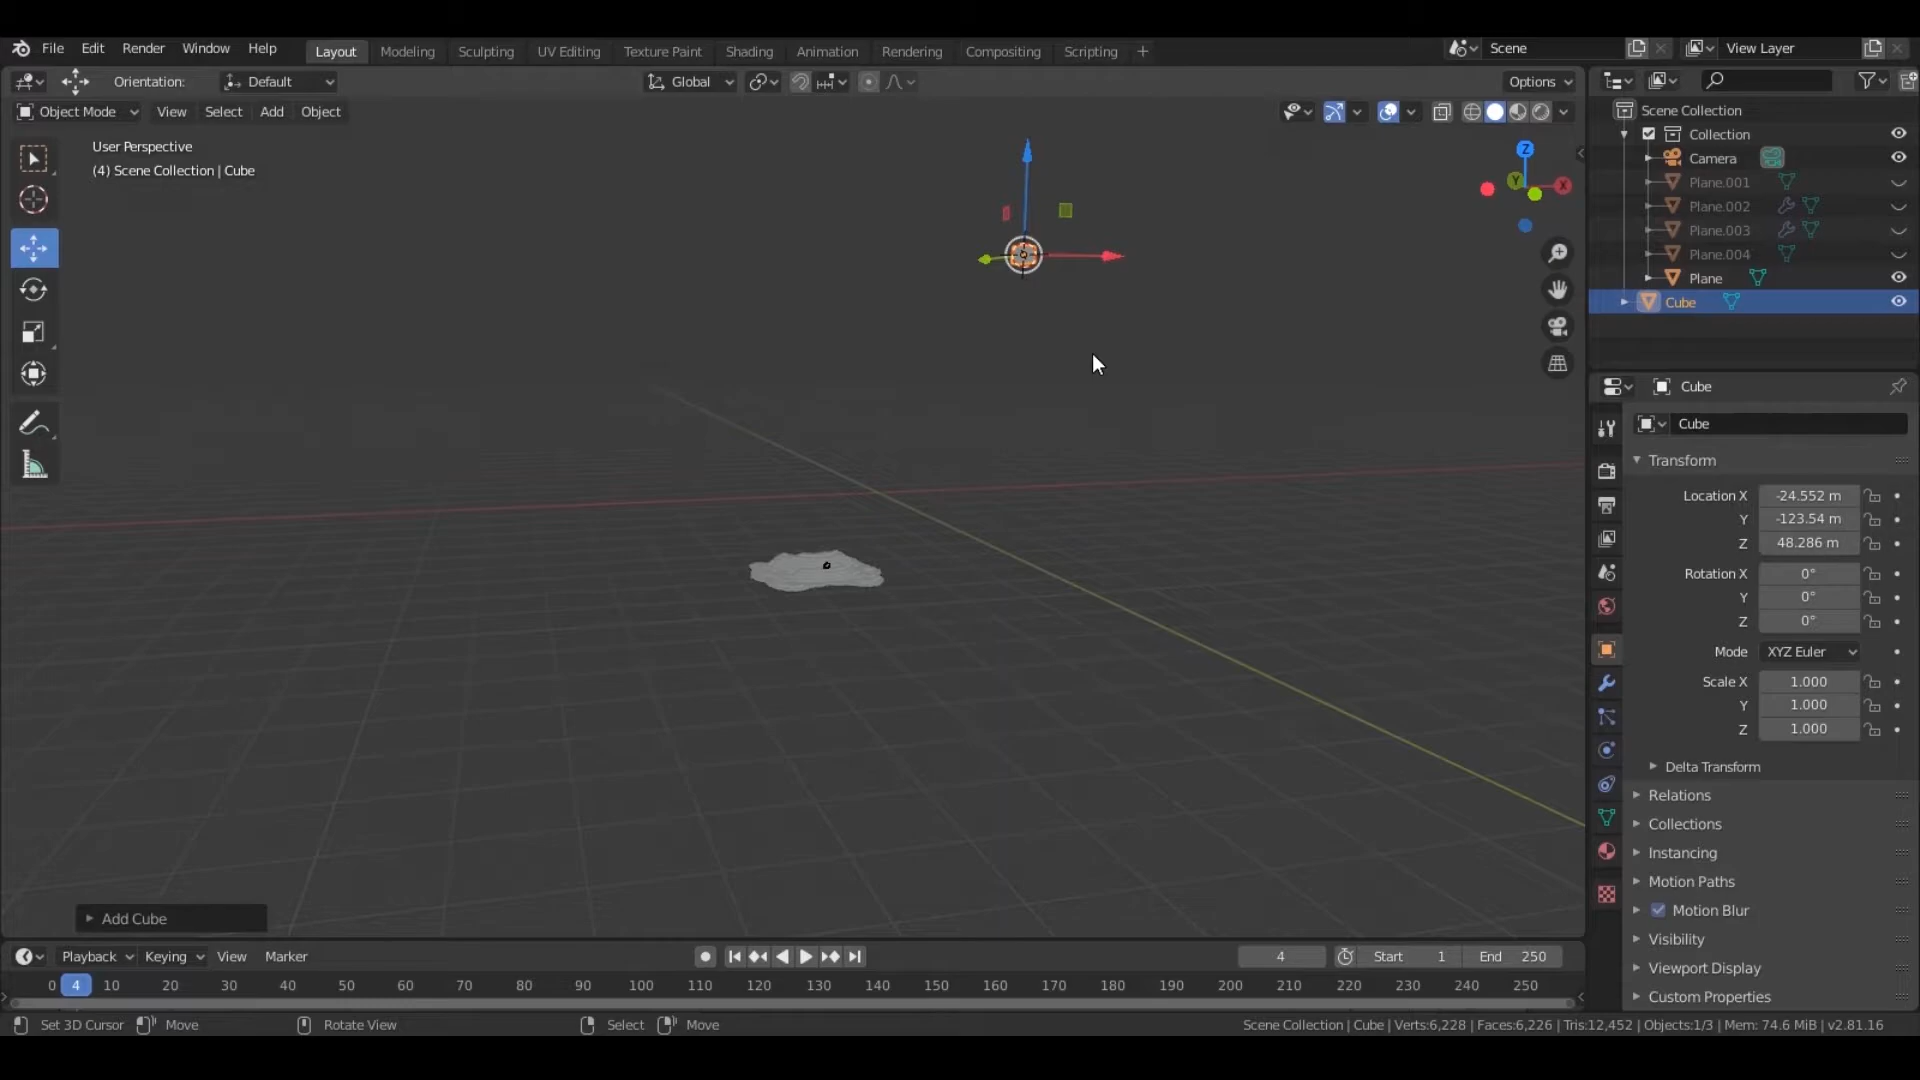 File Edit Render Window Help Layout Modeling Sculpting UV Editing Texture Paint Shading Animation Rendering Compositing Scripting + Scene View Layer
Orientation: Default Global Options
Object Mode View Select Add Object
User Perspective
(4) Scene Collection | Cube
Z
Y X
Scene Collection
Collection
Camera
Plane.001
Plane.002
Plane.003
Plane.004
Plane
Cube
Cube
Cube
Transform
Location X -24.552 m
Y -123.54 m
Z 48.286 m
Rotation X 0°
Y 0°
Z 0°
Mode XYZ Euler
Scale X 1.000
Y 1.000
Z 1.000
Delta Transform
Relations
Collections
Instancing
Motion Paths
Motion Blur
Visibility
Viewport Display
Custom Properties
Add Cube
Playback Keying View Marker 4 Start 1 End 250
0 4 10 20 30 40 50 60 70 80 90 100 110 120 130 140 150 160 170 180 190 200 210 220 230 240 250
Set 3D Cursor Move Rotate View Select Move Scene Collection | Cube | Verts:6,228 | Faces:6,226 | Tris:12,452 | Objects:1/3 | Mem: 74.6 MiB | v2.81.16